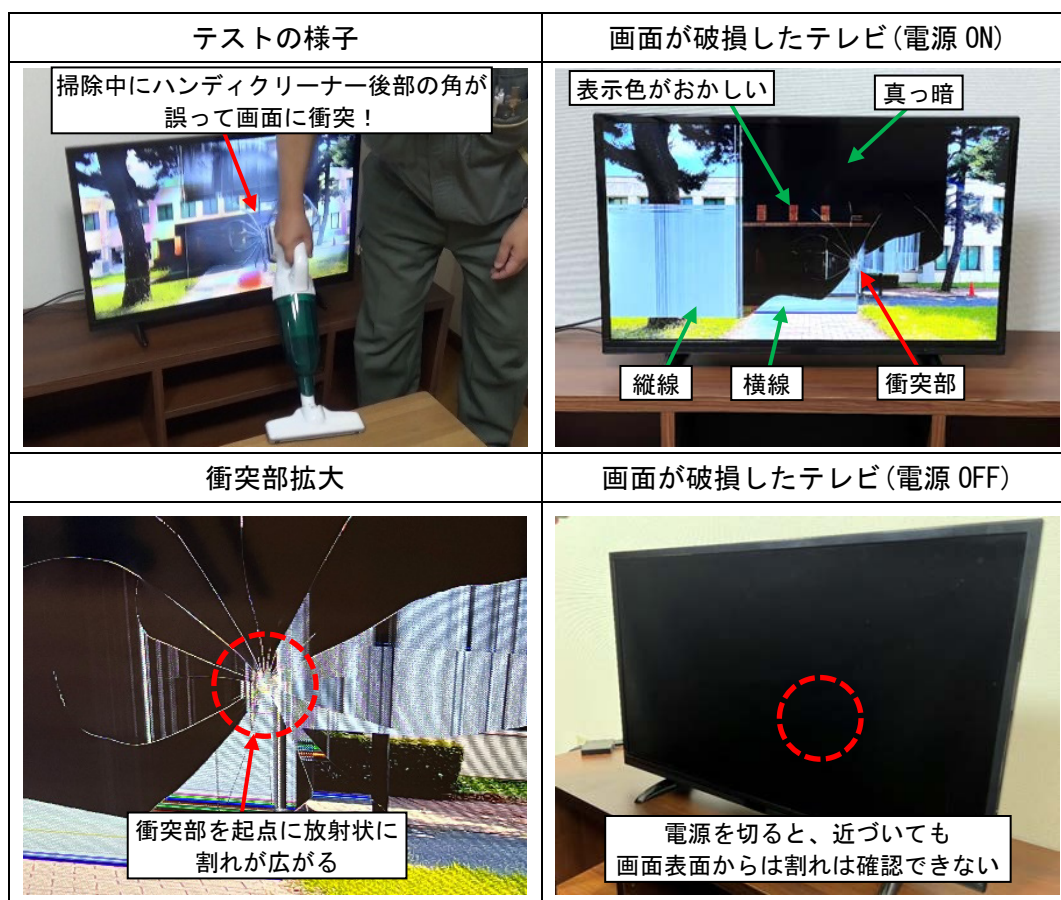 テストの様子
画面が破損したテレビ(電源 ON)
掃除中にハンディクリーナー後部の角が
誤って画面に衝突！
表示色がおかしい
真っ暗
縦線
横線
衝突部
衝突部拡大
画面が破損したテレビ(電源 OFF)
衝突部を起点に放射状に
割れが広がる
電源を切ると、近づいても
画面表面からは割れは確認できない